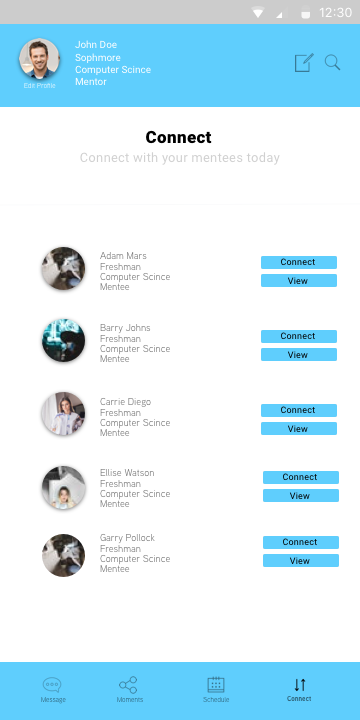 12:30
John Doe
Sophmore
Computer Scince
Mentor
Edit Profile
Connect
Connect with your mentees today
Adam Mars
Freshman
Computer Scince
Mentee
Connect
View
Barry Johns
Freshman
Computer Scince
Mentee
Connect
View
Carrie Diego
Freshman
Computer Scince
Mentee
Connect
View
Ellise Watson
Freshman
Computer Scince
Mentee
Connect
View
Garry Pollock
Freshman
Computer Scince
Mentee
Connect
View
Message
Moments
Schedule
Connect